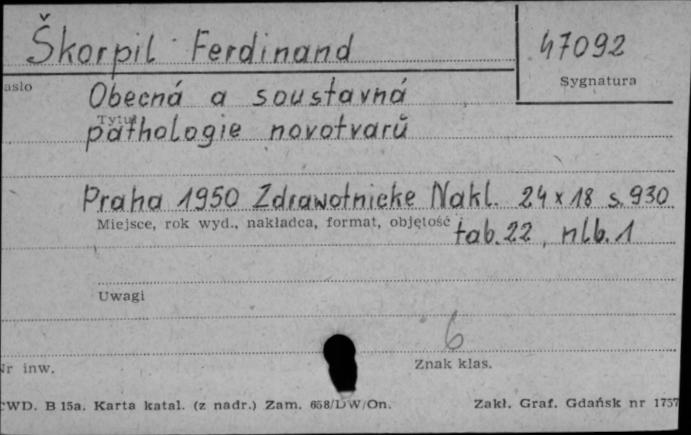 Škorpil Ferdinand
47092
Sygnatura
asło
Obecná a soustavná
Tytuł
pathologie novotvarů
Praha 1950 Zdrawotnicke Nakl. 24 x 18 s. 930
Miejsce, rok wyd., nakładca, format, objętość
tab. 22, nlb. 1
Uwagi
6
Nr inw.
Znak klas.
CWD. B 15a. Karta katal. (z nadr.) Zam. 658/DW/On.
Zakł. Graf. Gdańsk nr 1757